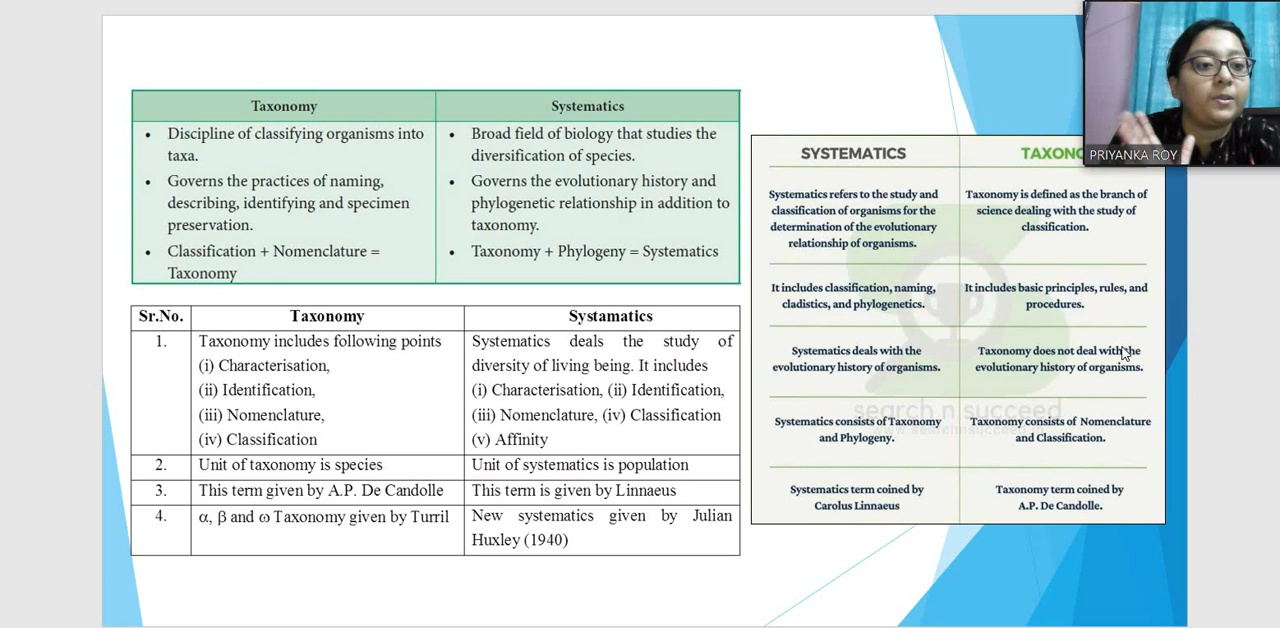 Taxonomy
Systematics
• Discipline of classifying organisms into
taxa.
• Governs the practices of naming,
describing, identifying and specimen
preservation.
• Classification + Nomenclature =
Taxonomy
• Broad field of biology that studies the
diversification of species.
• Governs the evolutionary history and
phylogenetic relationship in addition to
taxonomy.
• Taxonomy + Phylogeny = Systematics
Sr.No.
Taxonomy
Systamatics
1.
Taxonomy includes following points
(i) Characterisation,
(ii) Identification,
(iii) Nomenclature,
(iv) Classification
Systematics deals the study of
diversity of living being. It includes
(i) Characterisation, (ii) Identification,
(iii) Nomenclature, (iv) Classification
(v) Affinity
2.
Unit of taxonomy is species
Unit of systematics is population
3.
This term given by A.P. De Candolle
This term is given by Linnaeus
4.
α, β and ω Taxonomy given by Turril
New systematics given by Julian
Huxley (1940)
SYSTEMATICS
TAXONO
Systematics refers to the study and
classification of organisms for the
determination of the evolutionary
relationship of organisms.
Taxonomy is defined as the branch of
science dealing with the study of
classification.
It includes classification, naming,
cladistics, and phylogenetics.
It includes basic principles, rules, and
procedures.
Systematics deals with the
evolutionary history of organisms.
Taxonomy does not deal with the
evolutionary history of organisms.
search n succeed
Systematics consists of Taxonomy
and Phylogeny.
Taxonomy consists of Nomenclature
and Classification.
Systematics term coined by
Carolus Linnaeus
Taxonomy term coined by
A.P. De Candolle.
PRIYANKA ROY